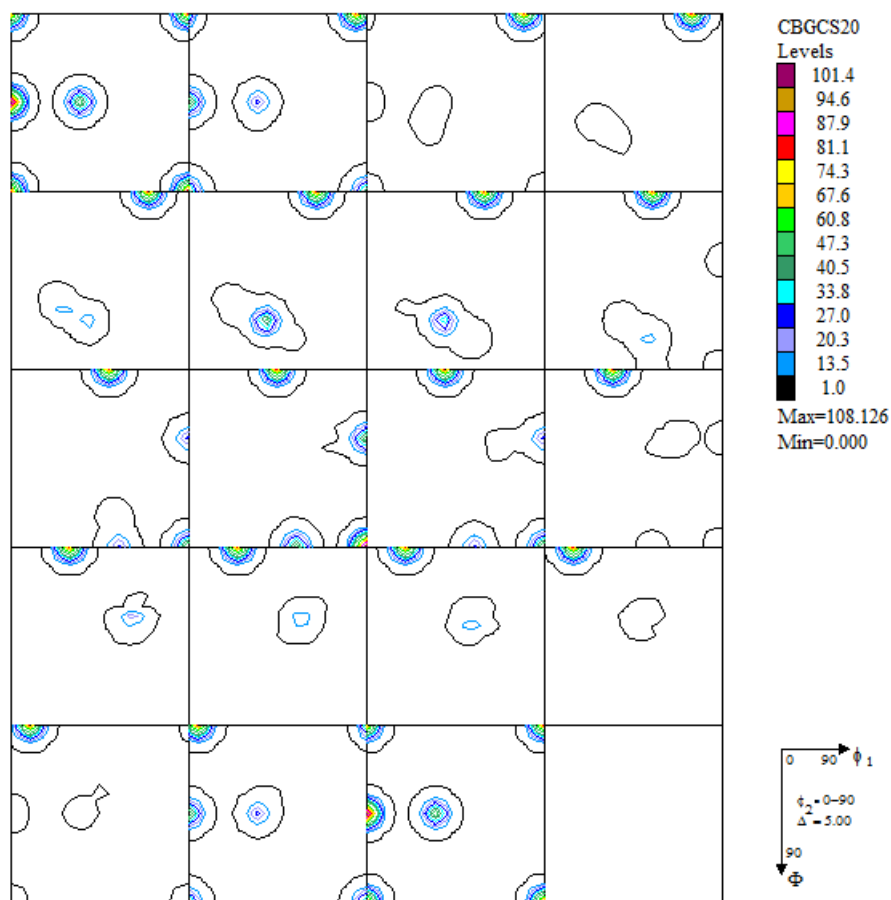 CBGCS20
Levels
101.4
94.6
87.9
81.1
74.3
67.6
60.8
47.3
40.5
33.8
27.0
20.3
13.5
1.0
Max=108.126
Min=0.000
0 90 ϕ1
ϕ2=0-90
Δ=5.00
90
Φ